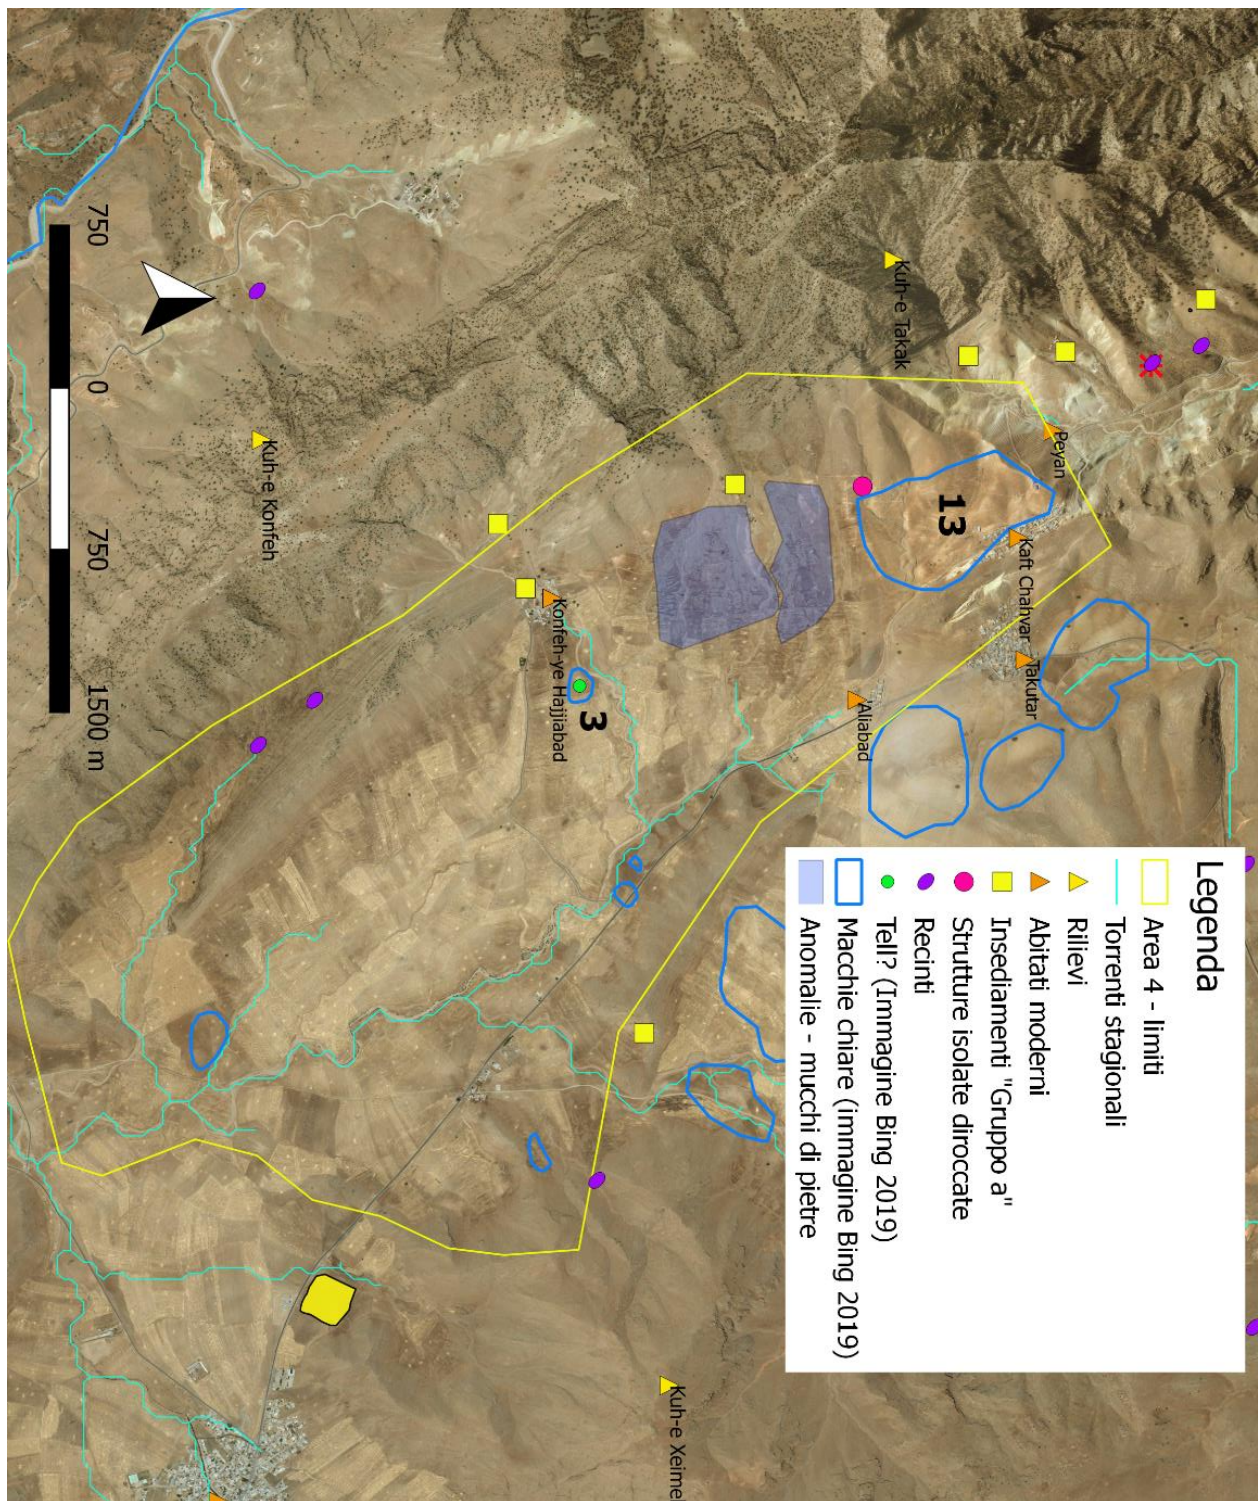 Legenda
Area 4 - limiti
Torrenti stagionali
Rilievi
Abitati moderni
Insediamenti "Gruppo a"
Strutture isolate diroccate
Recinti
Tell? (Immagine Bing 2019)
Macchie chiare (immagine Bing 2019)
Anomalie - mucchi di pietre
Peyan
Kaft Chahvar
Takutar
13
'Aliabad
Kuh-e Takak
Kuh-e Xeime
3
Konfeh-ye Hajjiabad
Kuh-e Konfeh
750 0 750 1500 m